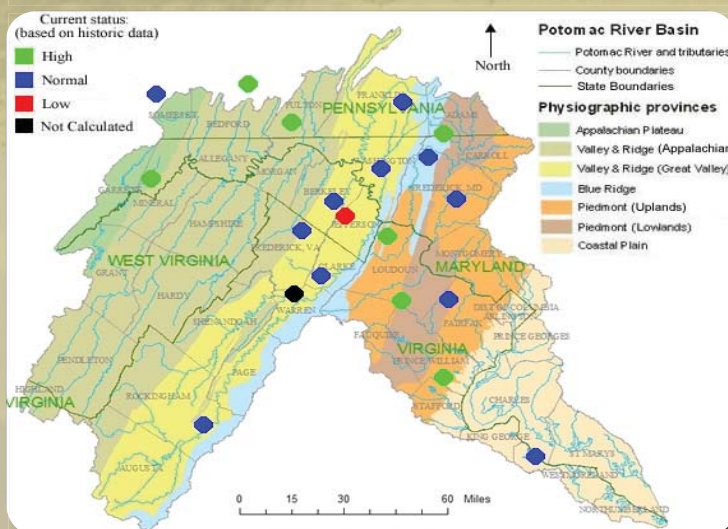 Current status:
(based on historic data)
High
Normal
Low
Not Calculated
North
Potomac River Basin
Potomac River and tributaries
County boundaries
State Boundaries
Physiographic provinces
Appalachian Plateau
Valley & Ridge (Appalachian
Valley & Ridge (Great Valley)
Blue Ridge
Piedmont (Uplands)
Piedmont (Lowlands)
Coastal Plain
SOMERSET
BEDFORD
FULTON
FRANKLIN
PENNSYLVANIA
ADAMS
ALLEGANY
WASHINGTON
CARROLL
GARRETT
MINERAL
MORGAN
BERKELEY
FREDERICK, MD
HAMPSHIRE
JEFFERSON
FREDERICK, VA
WEST VIRGINIA
GRANT
CLARKE
LOUDOUN
MONTGOMERY
MARYLAND
HARDY
WARREN
DIST OF COLUMBIA
ARLINGTON
SHENANDOAH
FAIRFAX
PRINCE GEORGES
FAUQUIER
VIRGINIA
PRINCE WILLIAM
PENDLETON
PAGE
HIGHLAND
VIRGINIA
ROCKINGHAM
STAFFORD
CHARLES
KING GEORGE
ST MARYS
WESTMORELAND
AUGUSTA
NORTHUMBERLAND
0 15 30 60 Miles